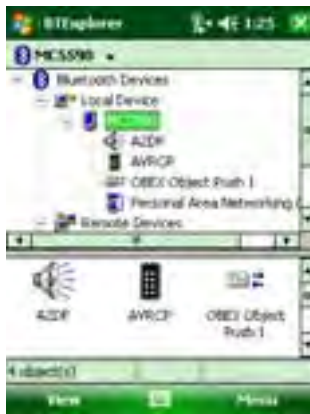 BTExplorer 1:25
MC5590
Bluetooth Devices
Local Device
A2DP
AVRCP
OBEX Object Push 1
Personal Area Networking
Remote Devices
A2DP
AVRCP
OBEX Object
Push 1
4 object(s)
View
Menu